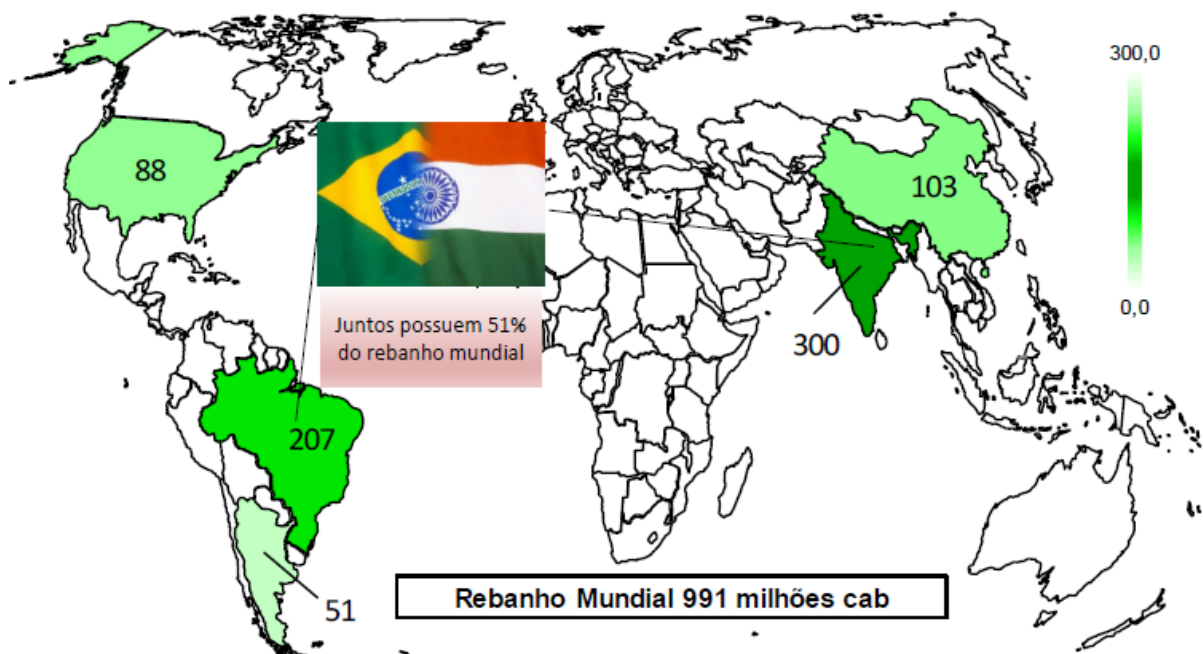 300,0
88
103
Juntos possuem 51%
do rebanho mundial
0,0
300
207
51
Rebanho Mundial 991 milhões cab